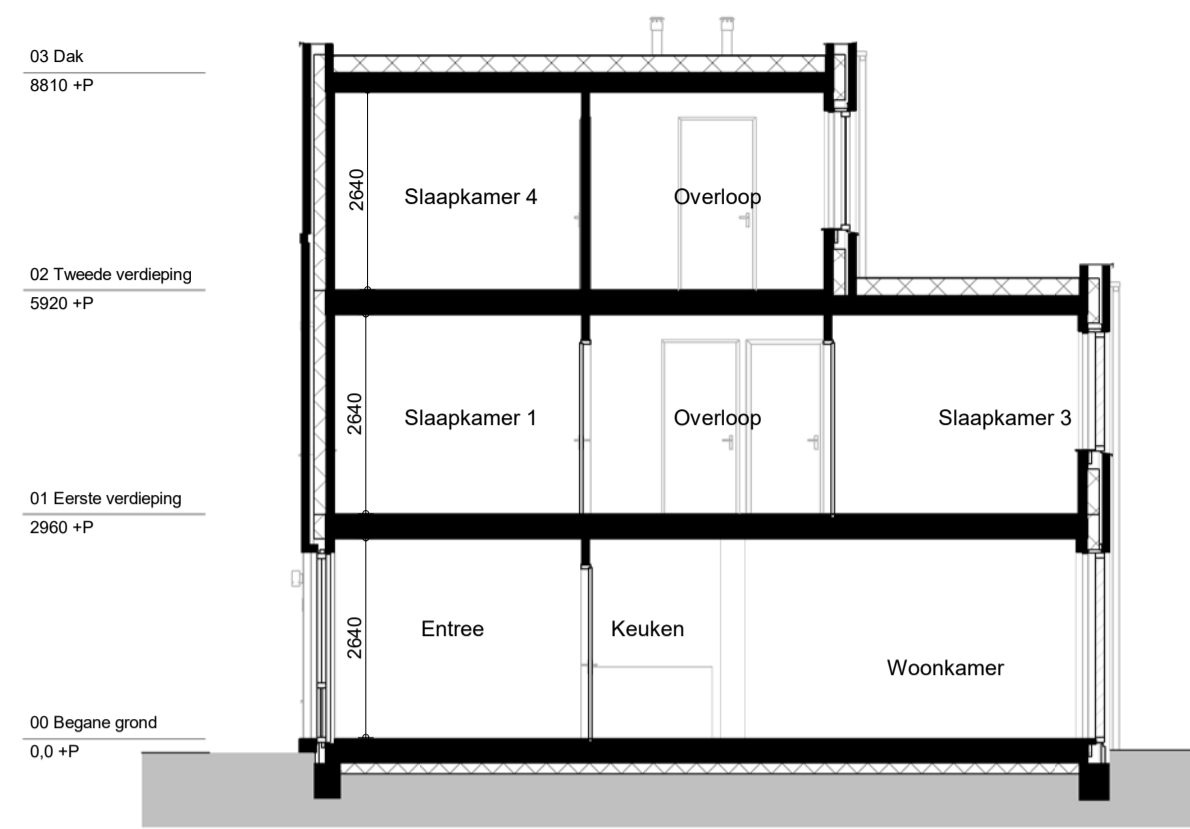 03 Dak
8810 +P
2640
Slaapkamer 4
Overloop
02 Tweede verdieping
5920 +P
2640
Slaapkamer 1
Overloop
Slaapkamer 3
01 Eerste verdieping
2960 +P
2640
Entree
Keuken
Woonkamer
00 Begane grond
0,0 +P